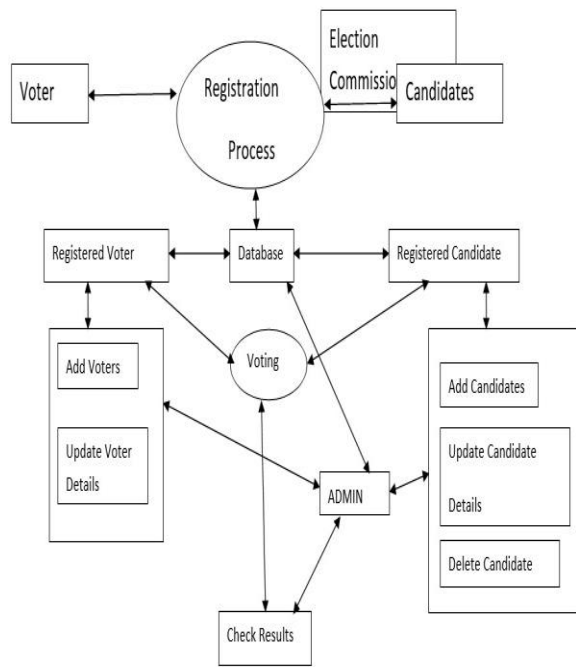 Election
Commissio
Voter
Registration
Candidates
Process
Registered Voter
Database
Registered Candidate
Add Voters
Voting
Add Candidates
Update Voter
Details
Update Candidate
Details
ADMIN
Delete Candidate
Check Results